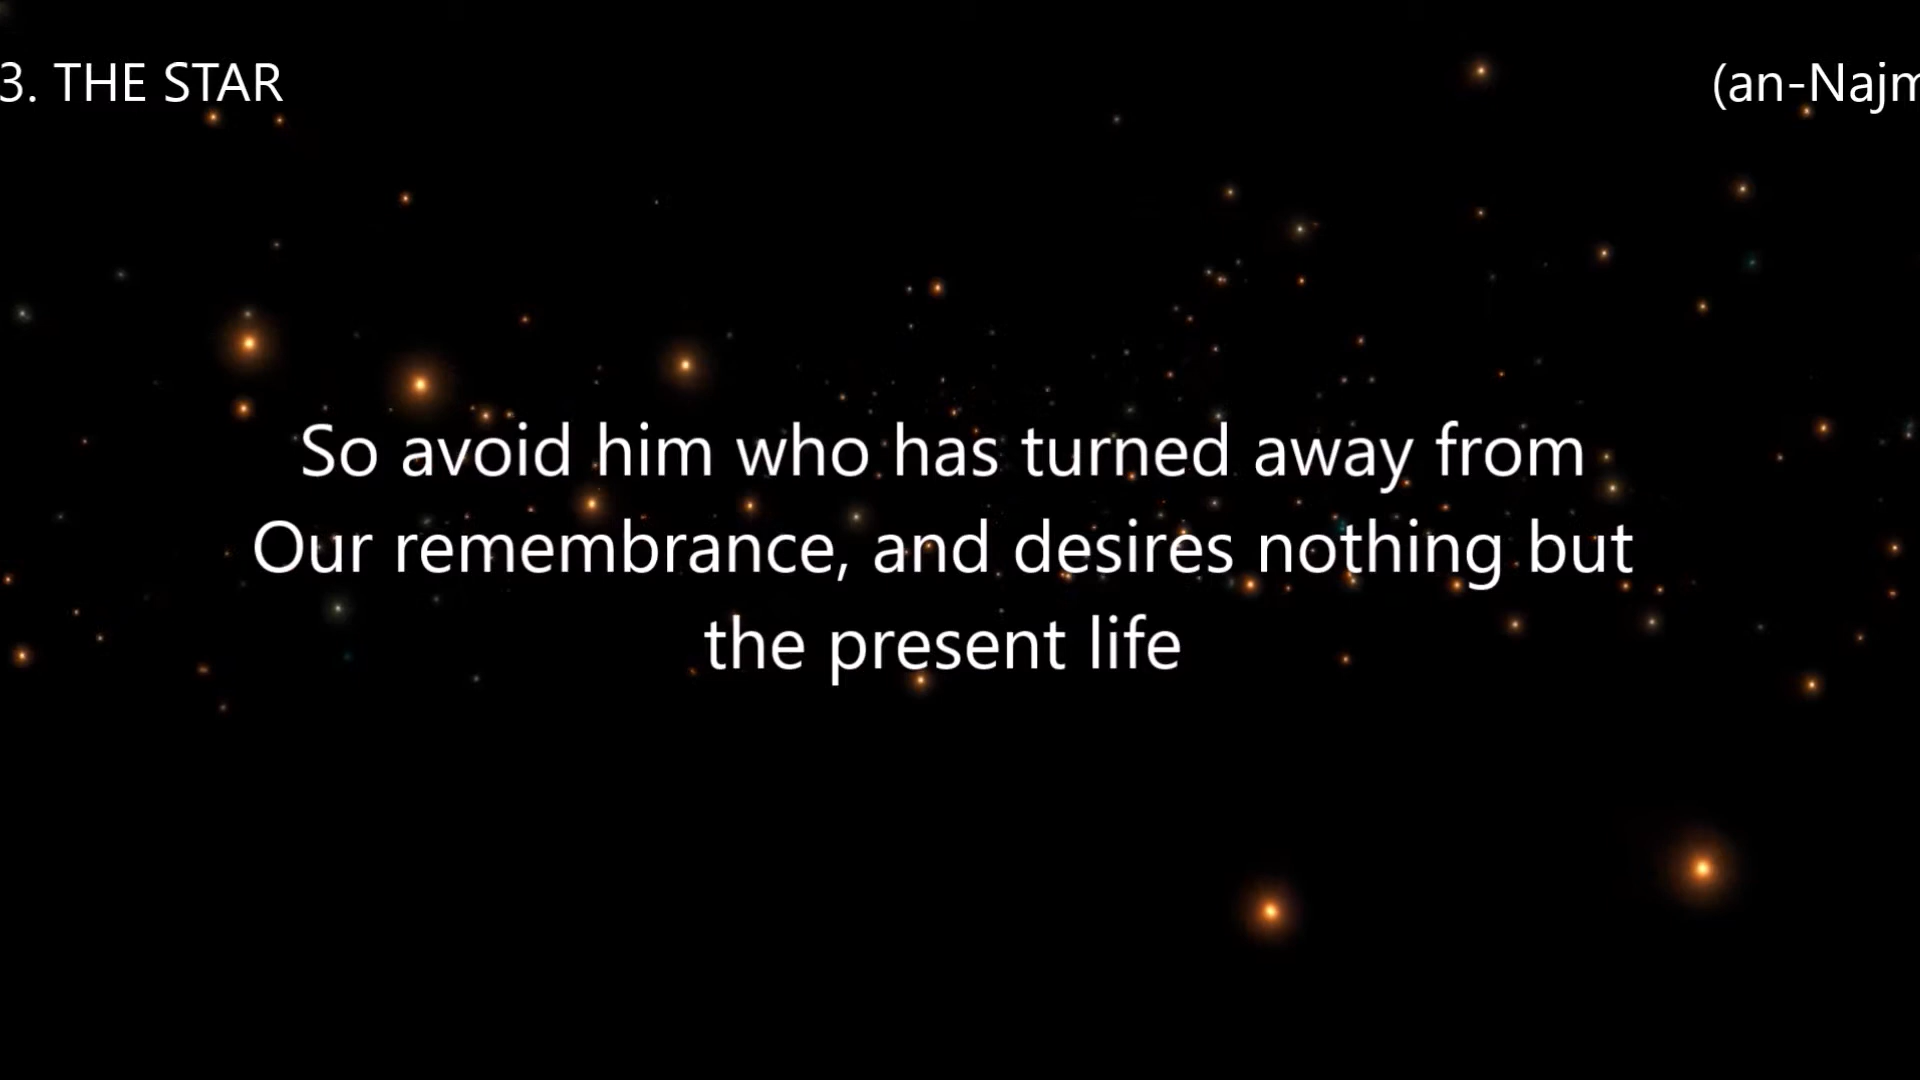 3. THE STAR
(an-Najm
So avoid him who has turned away from
Our remembrance, and desires nothing but
the present life